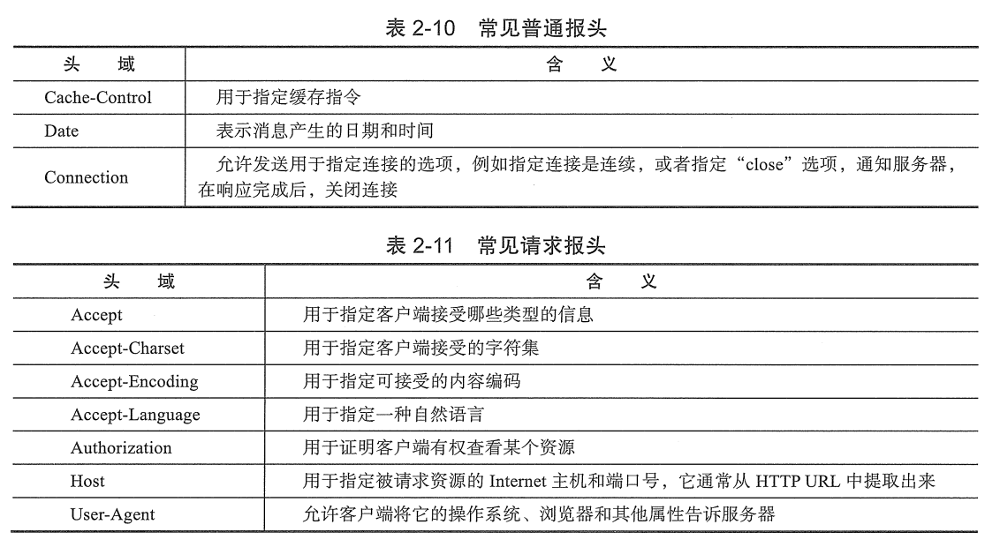 表 2-10 常见普通报头
头 域 含 义
Cache-Control 用于指定缓存指令
Date 表示消息产生的日期和时间
允许发送用于指定连接的选项，例如指定连接是连续，或者指定“close”选项，通知服务器，
Connection
在响应完成后，关闭连接
表 2-11 常见请求报头
头 域 含 义
Accept 用于指定客户端接受哪些类型的信息
Accept-Charset 用于指定客户端接受的字符集
Accept-Encoding 用于指定可接受的内容编码
Accept-Language 用于指定一种自然语言
Authorization 用于证明客户端有权查看某个资源
Host 用于指定被请求资源的 Internet 主机和端口号，它通常从 HTTP URL 中提取出来
User-Agent 允许客户端将它的操作系统、浏览器和其他属性告诉服务器